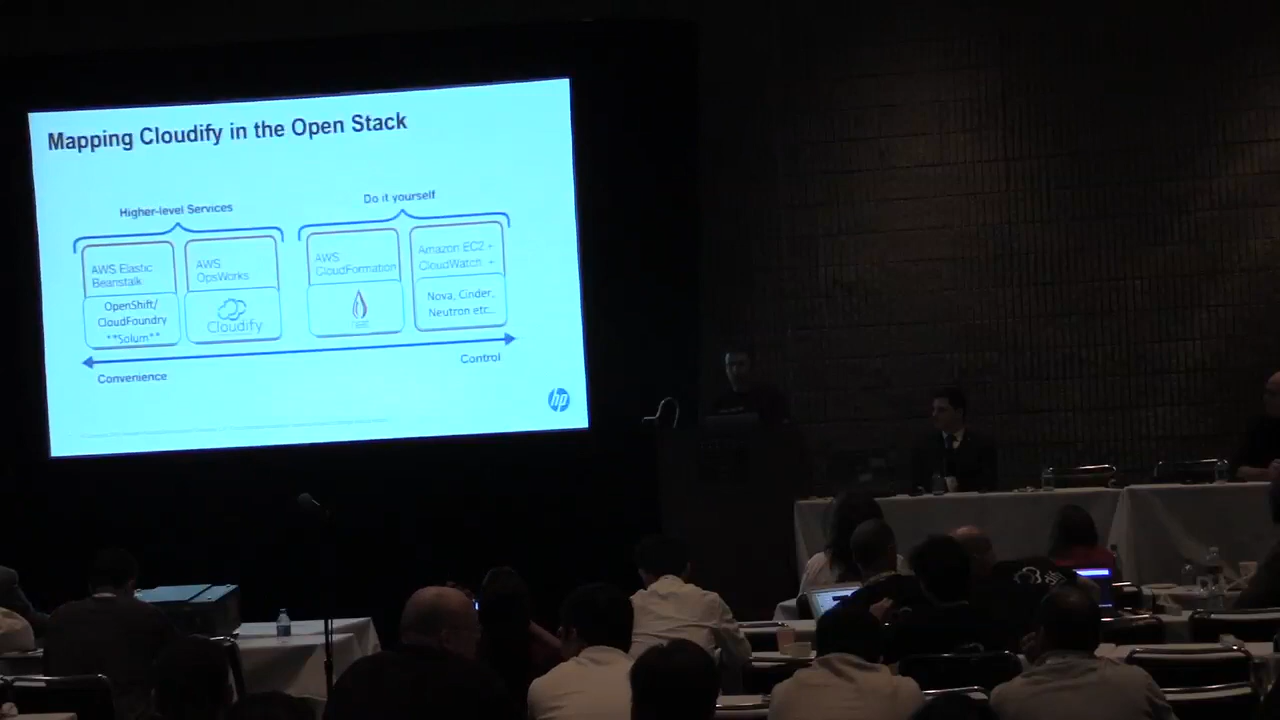 Mapping Cloudify in the Open Stack
Higher-level Services
Do it yourself
AWS Elastic
Beanstalk
AWS
OpsWorks
AWS
CloudFormation
Amazon EC2 +
CloudWatch +
OpenShift/
CloudFoundry
**Solum**
Cloudify
Nova, Cinder,
Neutron etc..
Convenience
Control
hp